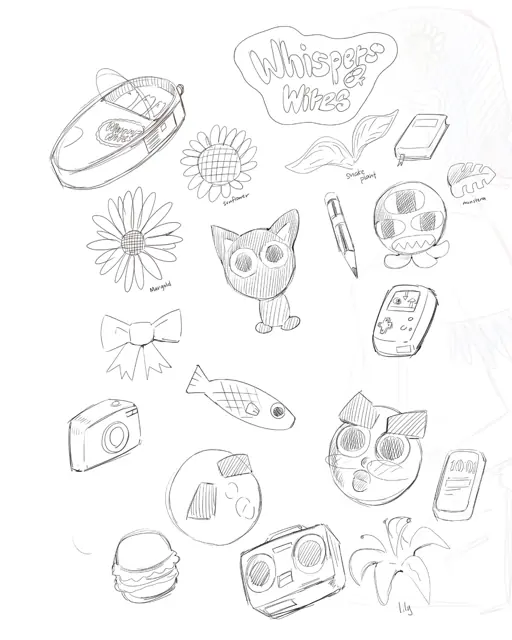 Whispers
&
Wires
sunflower
Snake
plant
monstera
Marigold
lily